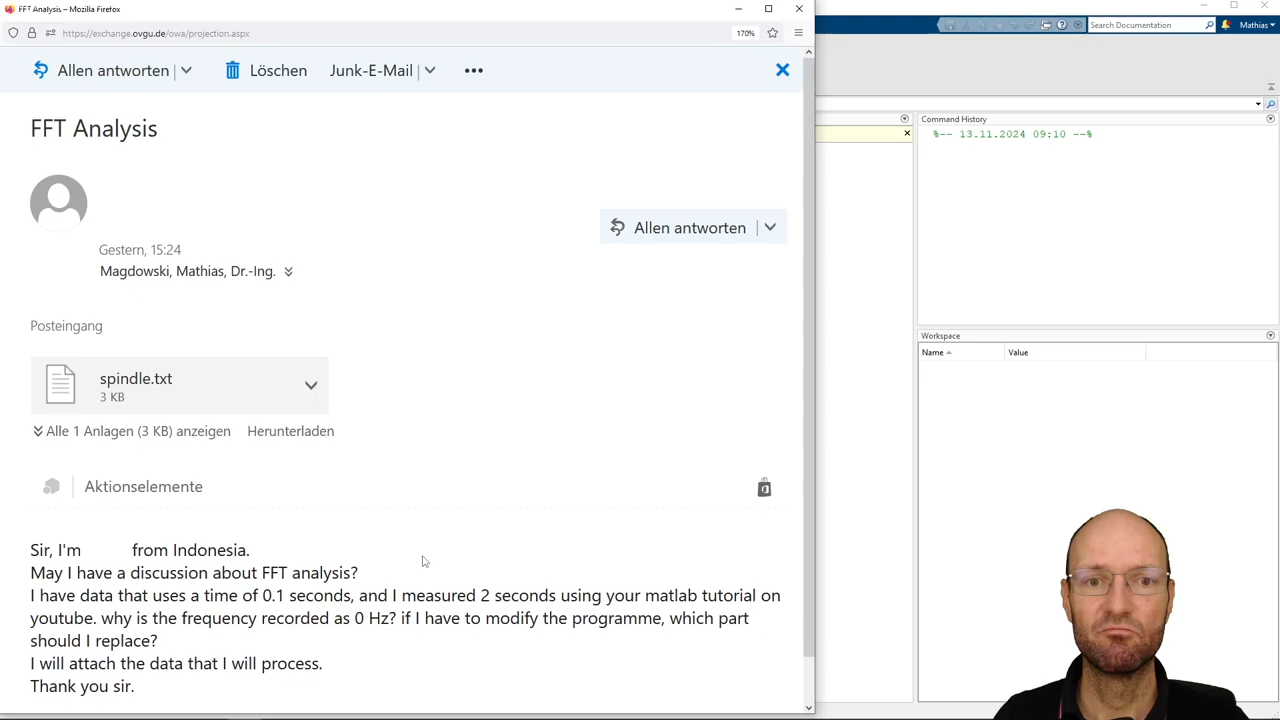 FFT Analysis – Mozilla Firefox
.ovgu.de/owa/projection.aspx
170%
Search Documentation
Mathias
Allen antworten
Löschen
Junk-E-Mail
FFT Analysis
Allen antworten
Gestern, 15:24
Magdowski, Mathias, Dr.-Ing.
Posteingang
spindle.txt
3 KB
Alle 1 Anlagen (3 KB) anzeigen
Herunterladen
Aktionselemente
Sir, I'm from Indonesia.
May I have a discussion about FFT analysis?
I have data that uses a time of 0.1 seconds, and I measured 2 seconds using your matlab tutorial on
youtube. why is the frequency recorded as 0 Hz? if I have to modify the programme, which part
should I replace?
I will attach the data that I will process.
Thank you sir.
Command History
%-- 13.11.2024 09:10 --%
Workspace
Name
Value